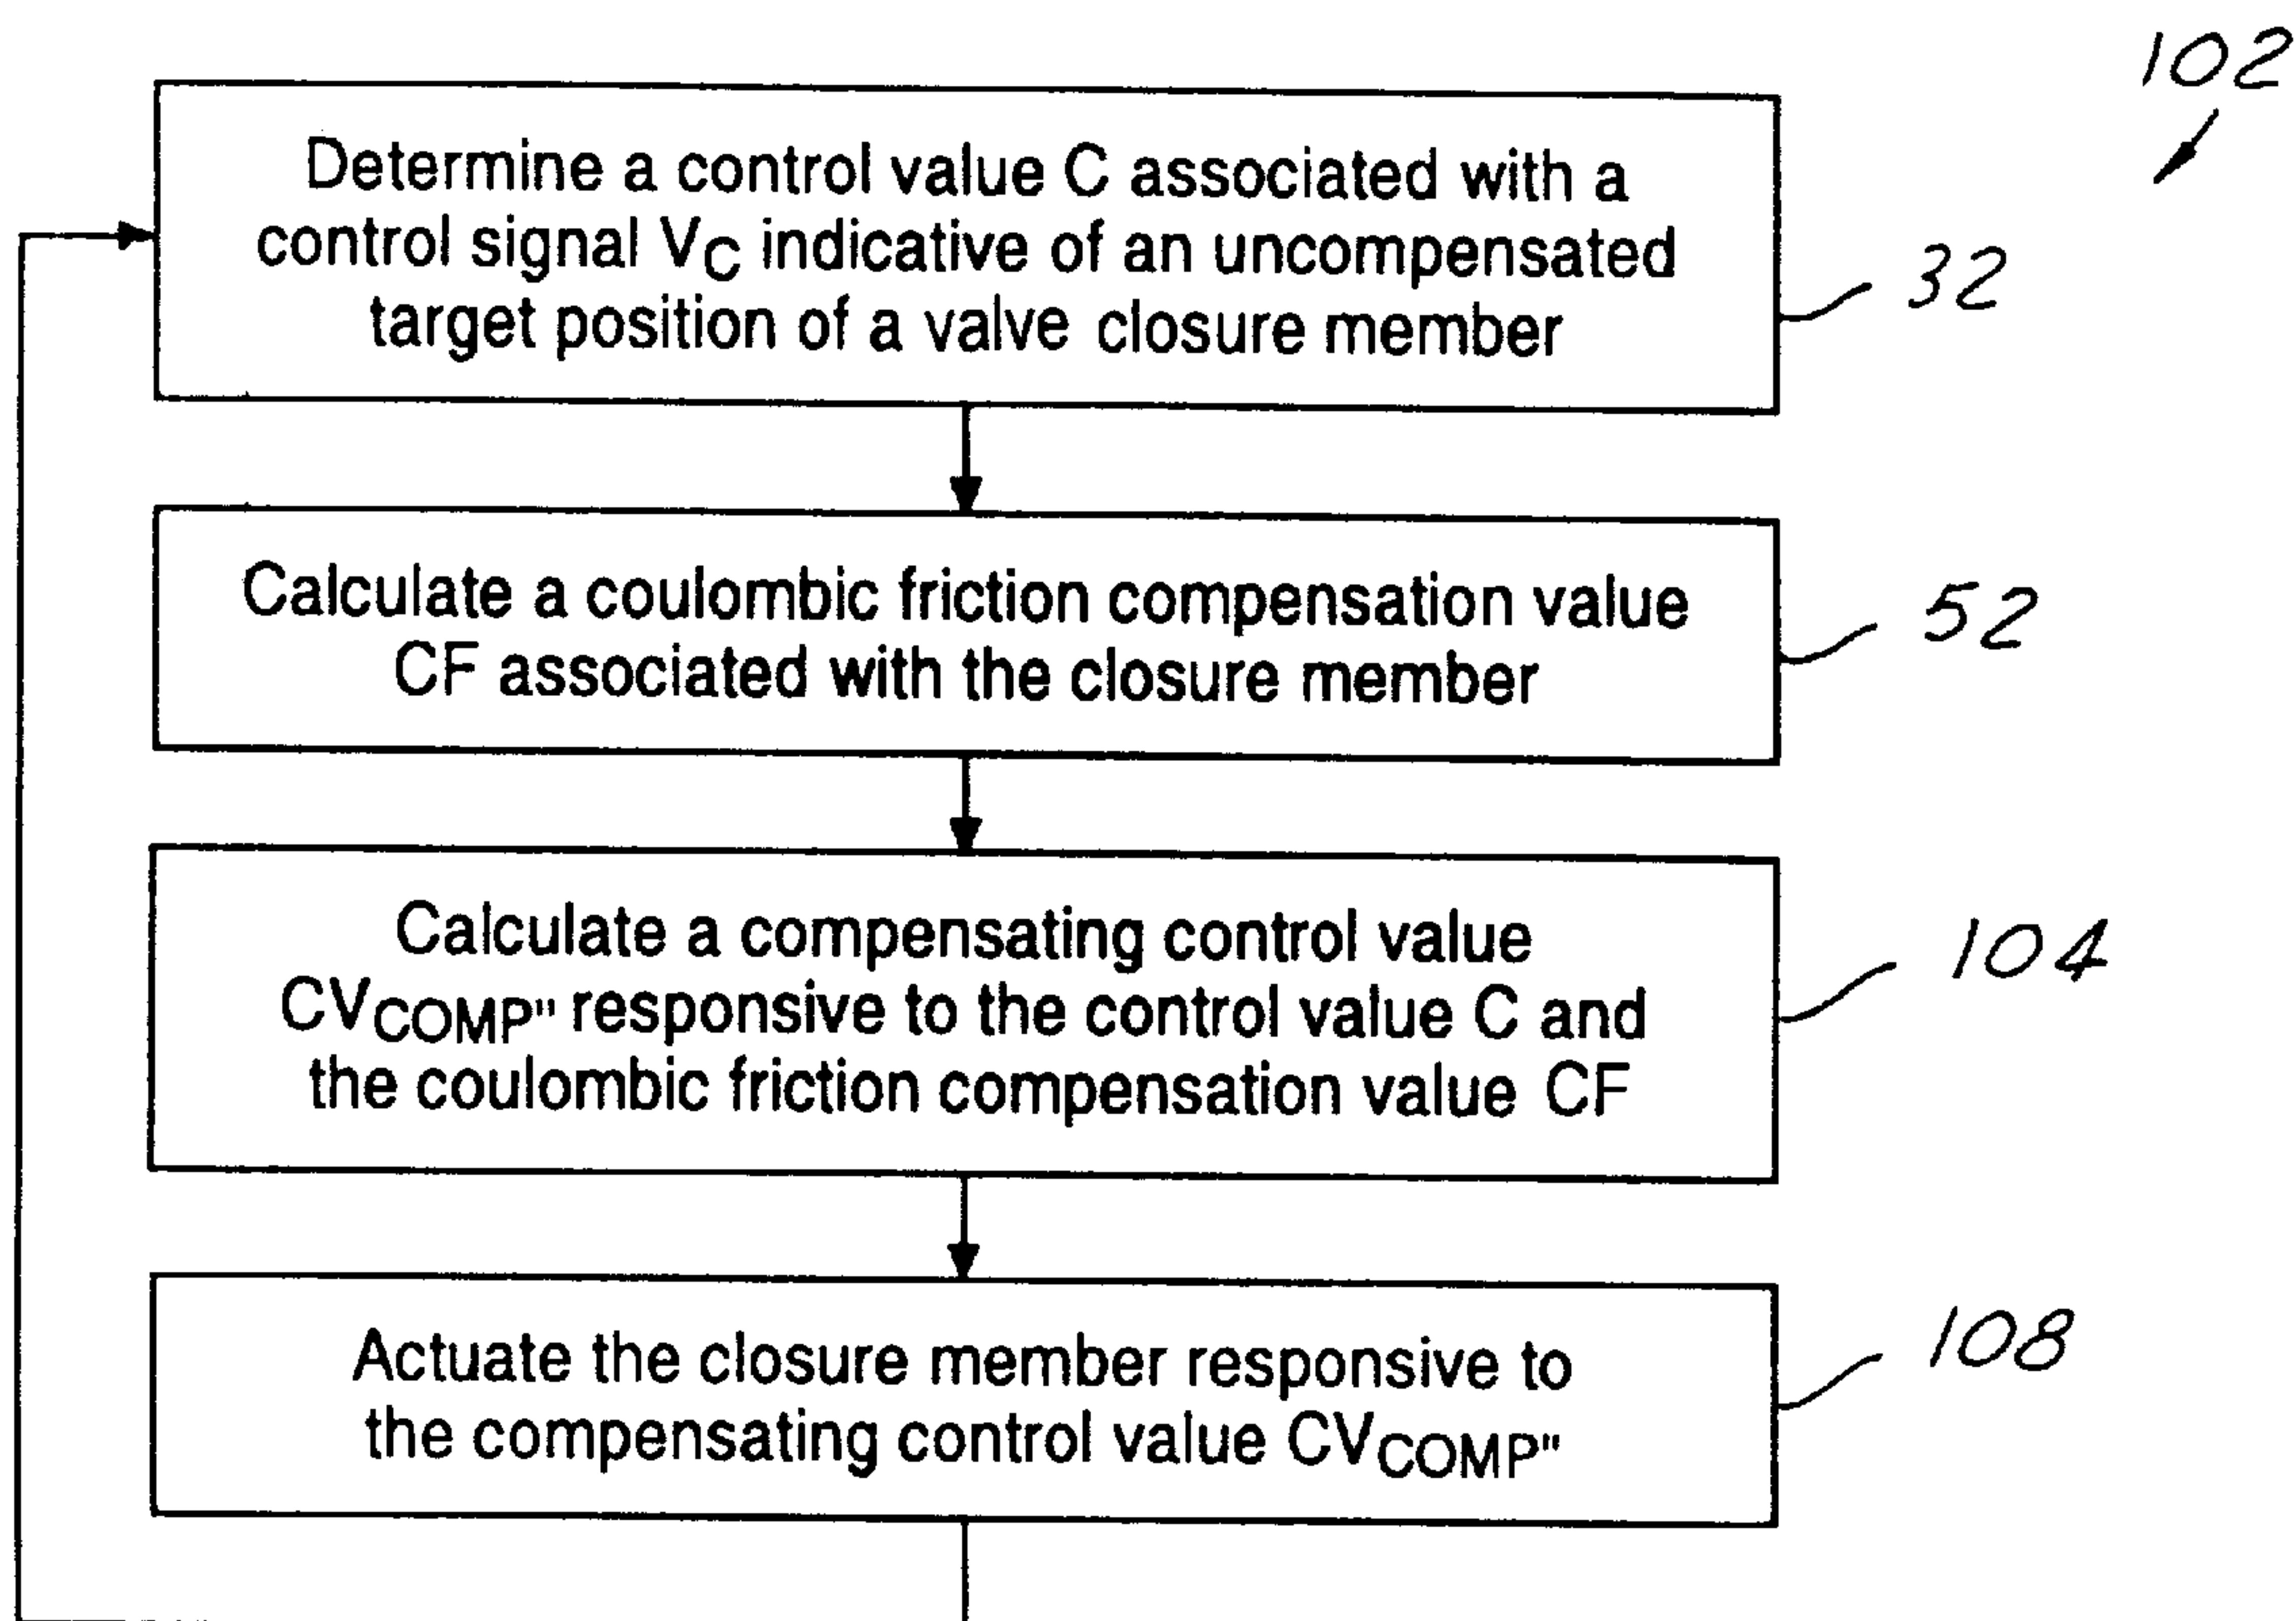 102
Determine a control value C associated with a
control signal VC indicative of an uncompensated
target position of a valve closure member
32
Calculate a coulombic friction compensation value
CF associated with the closure member
52
Calculate a compensating control value
CVCOMP" responsive to the control value C and
the coulombic friction compensation value CF
104
Actuate the closure member responsive to
the compensating control value CVCOMP"
108